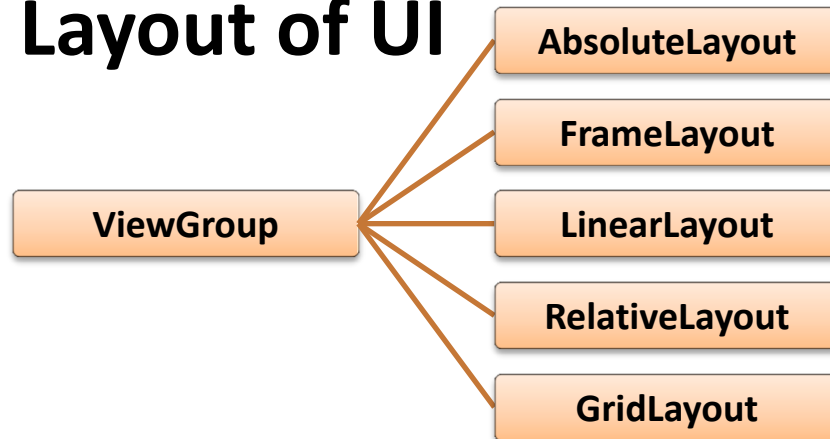 Layout of UI
AbsoluteLayout
FrameLayout
ViewGroup
LinearLayout
RelativeLayout
GridLayout